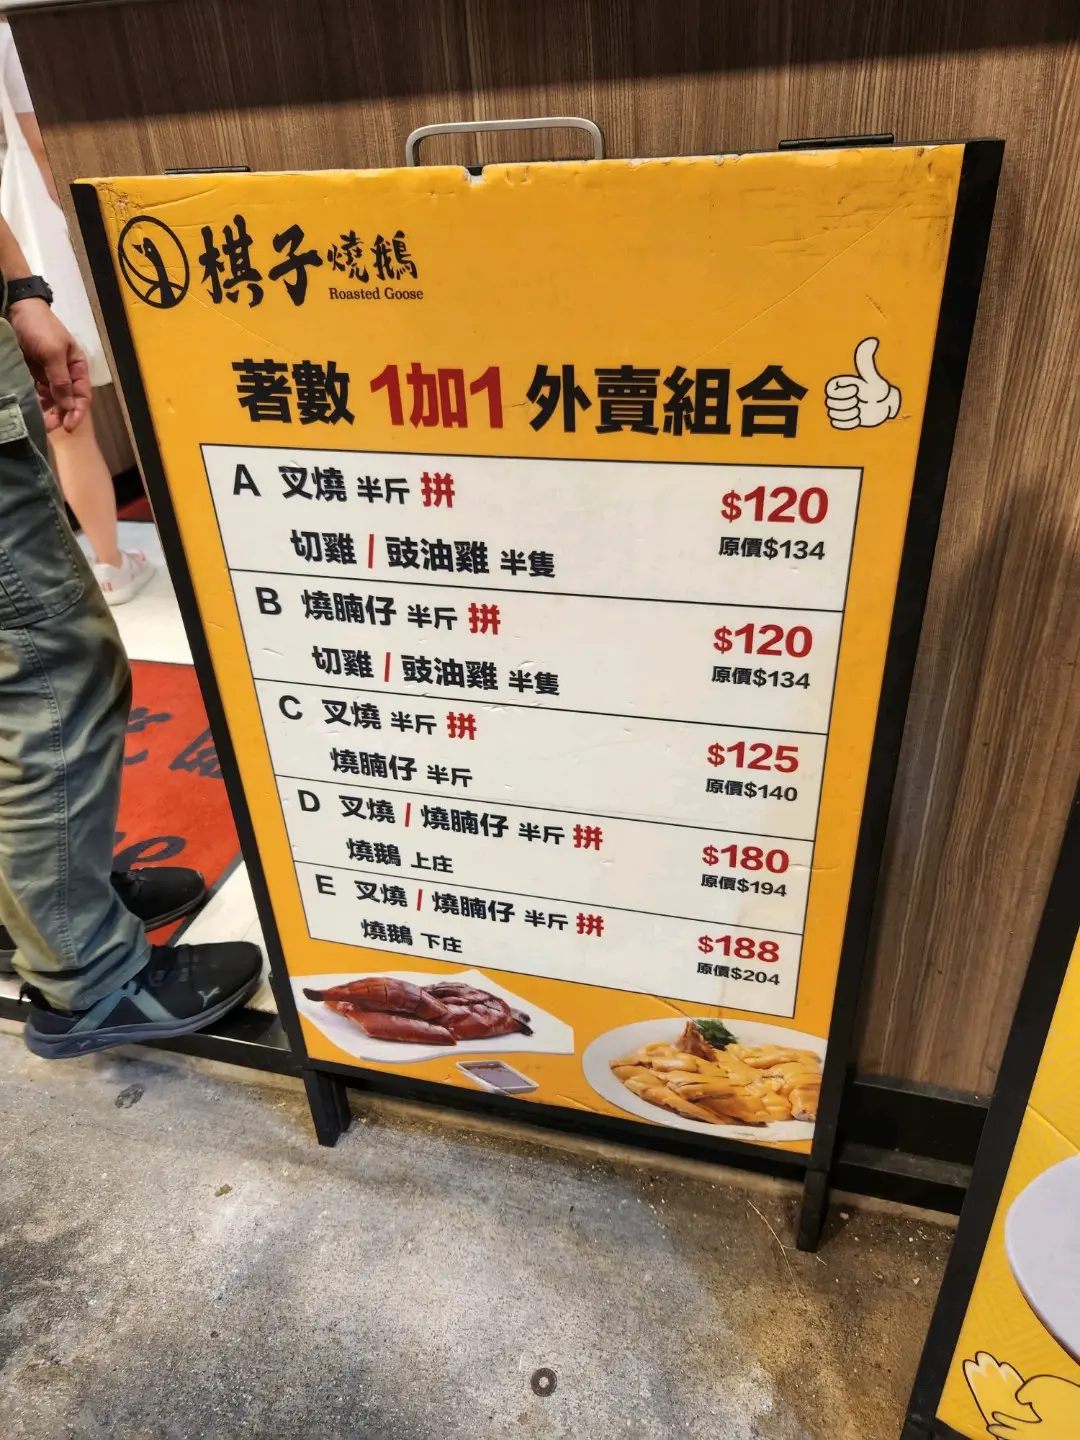 棋子燒鵝
Roasted Goose
著數 1加1 外賣組合
A 叉燒 半斤 拼
切雞 / 豉油雞 半隻
$120
原價$134
B 燒腩仔 半斤 拼
切雞 / 豉油雞 半隻
$120
原價$134
C 叉燒 半斤 拼
燒腩仔 半斤
$125
原價$140
D 叉燒 / 燒腩仔 半斤 拼
燒鵝 上庄
$180
原價$194
E 叉燒 / 燒腩仔 半斤 拼
燒鵝 下庄
$188
原價$204